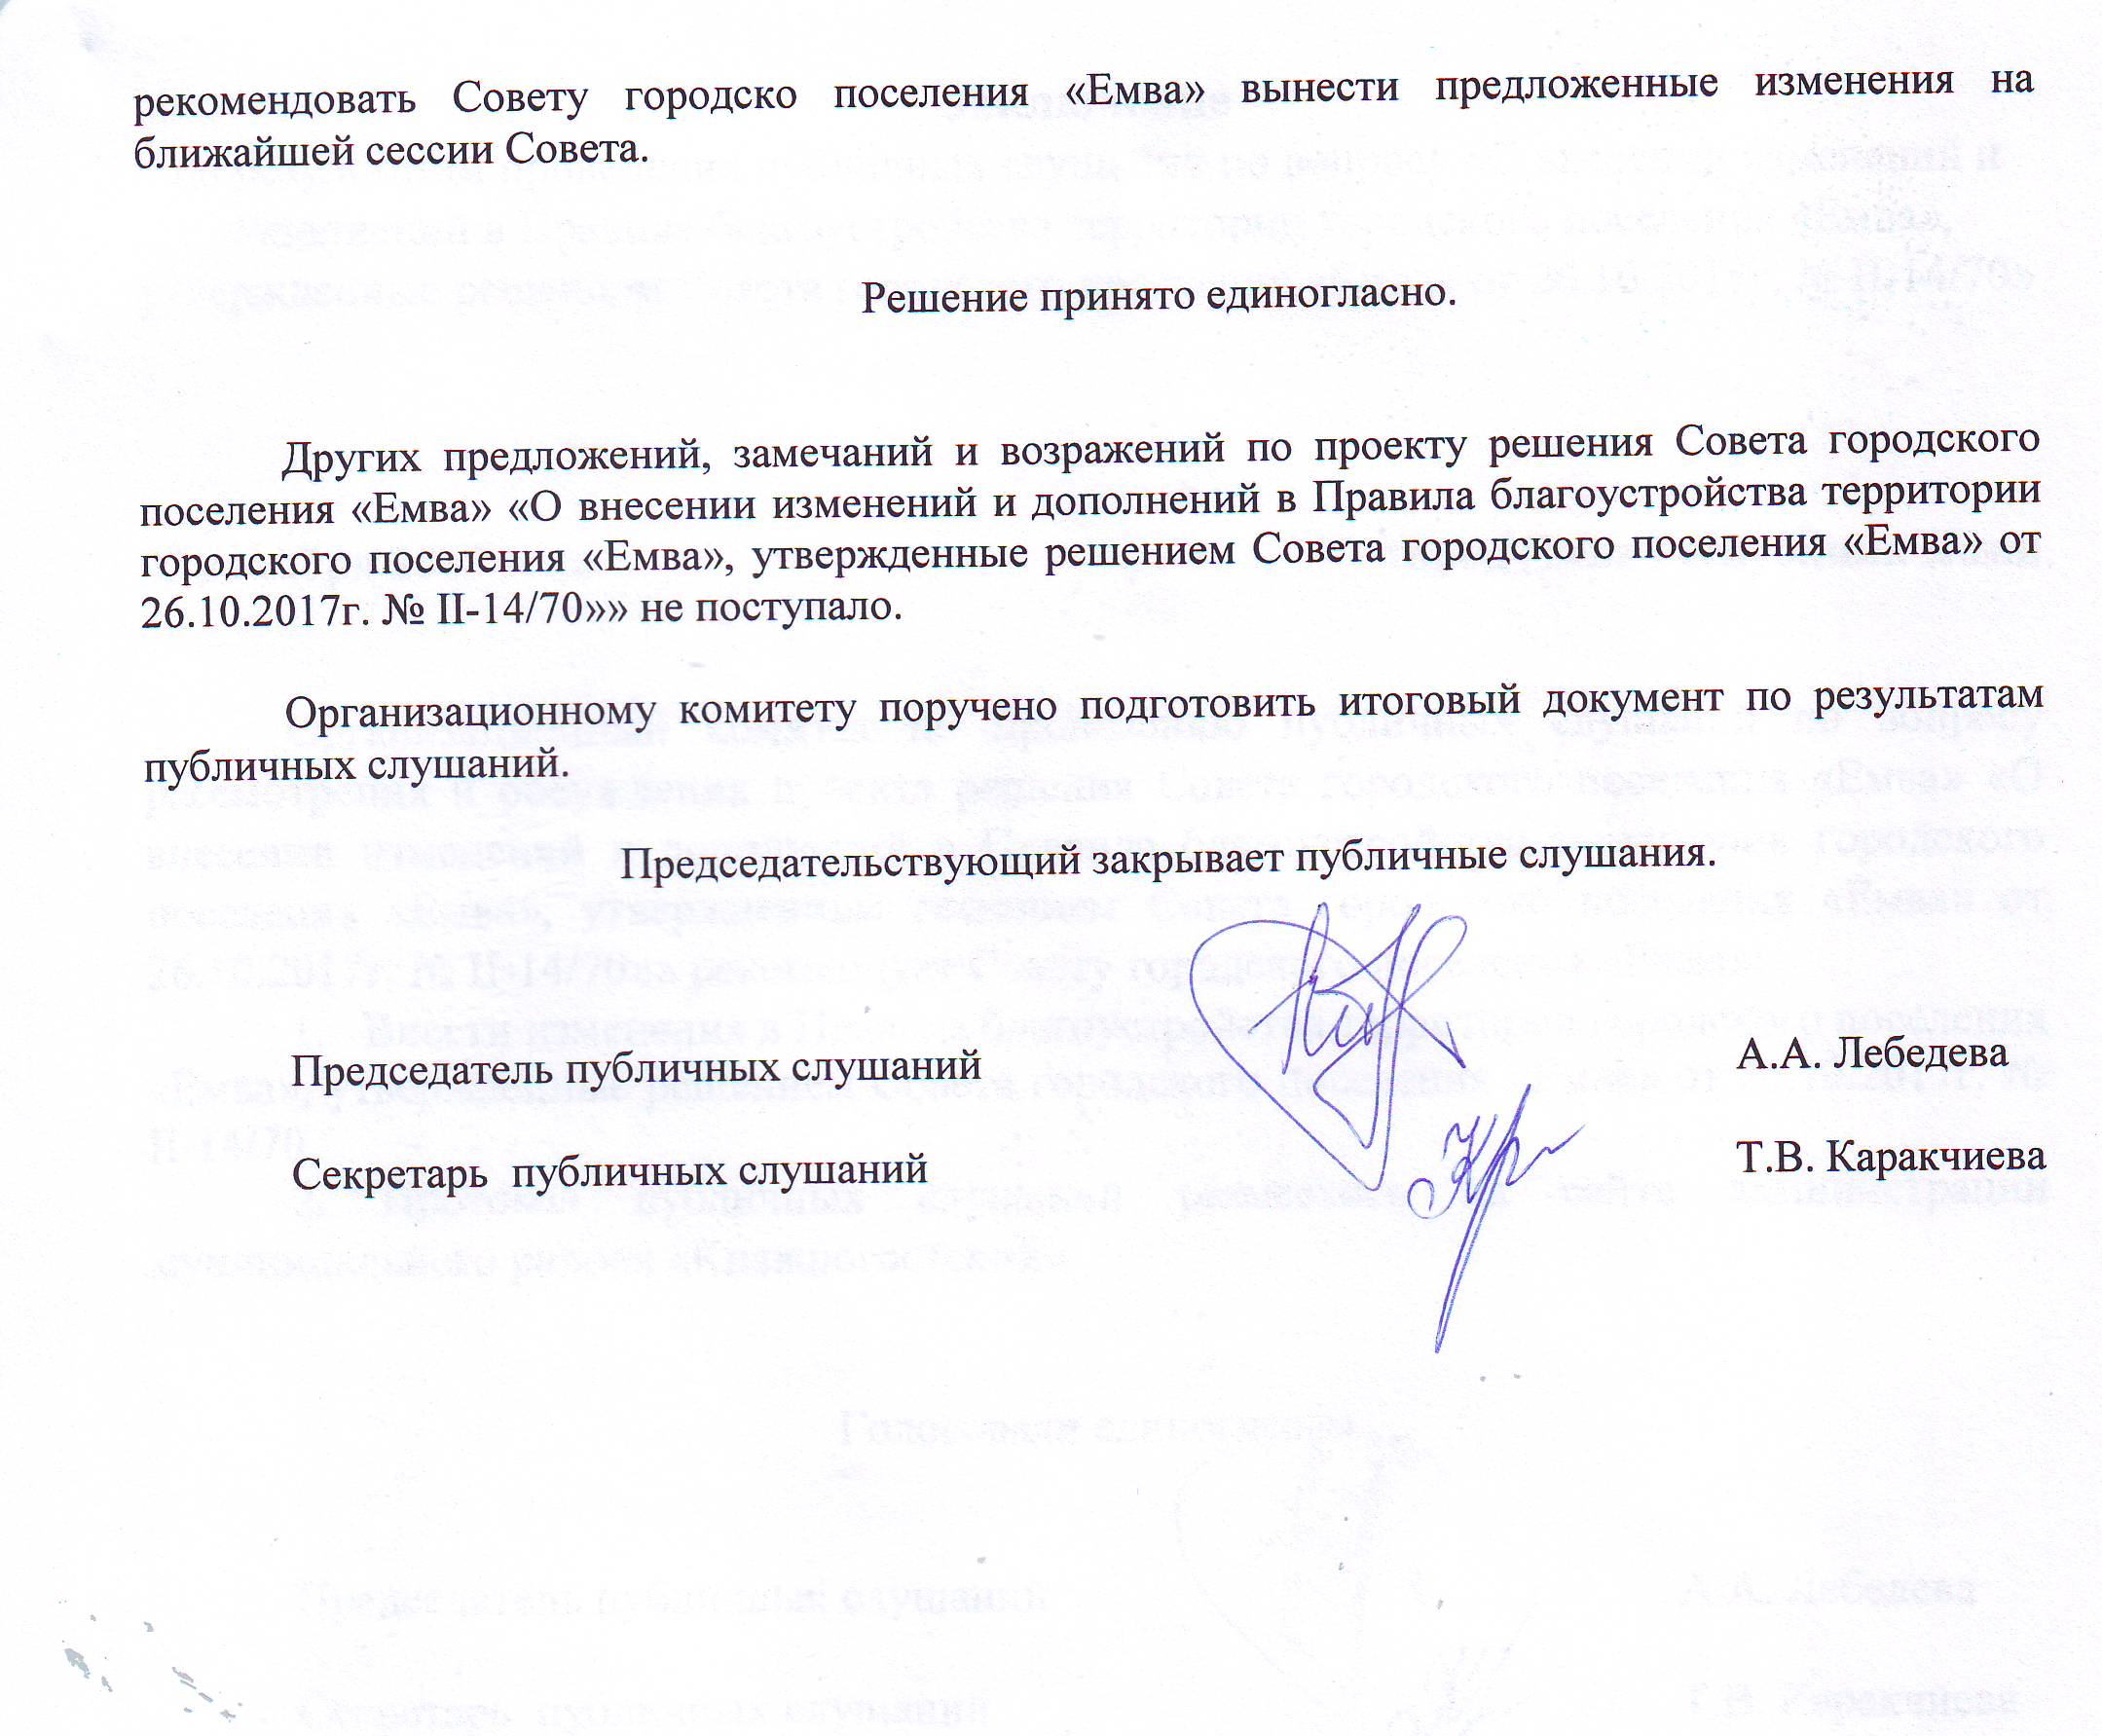 рекомендовать Совету городско поселения «Емва» вынести предложенные изменения на
ближайшей сессии Совета.
Решение принято единогласно.
Других предложений, замечаний и возражений по проекту решения Совета городского
поселения «Емва» «О внесении изменений и дополнений в Правила благоустройства территории
городского поселения «Емва», утвержденные решением Совета городского поселения «Емва» от
26.10.2017г. № II-14/70»» не поступало.
Организационному комитету поручено подготовить итоговый документ по результатам
публичных слушаний.
Председательствующий закрывает публичные слушания.
Председатель публичных слушаний А.А. Лебедева
Секретарь публичных слушаний Т.В. Каракчиева